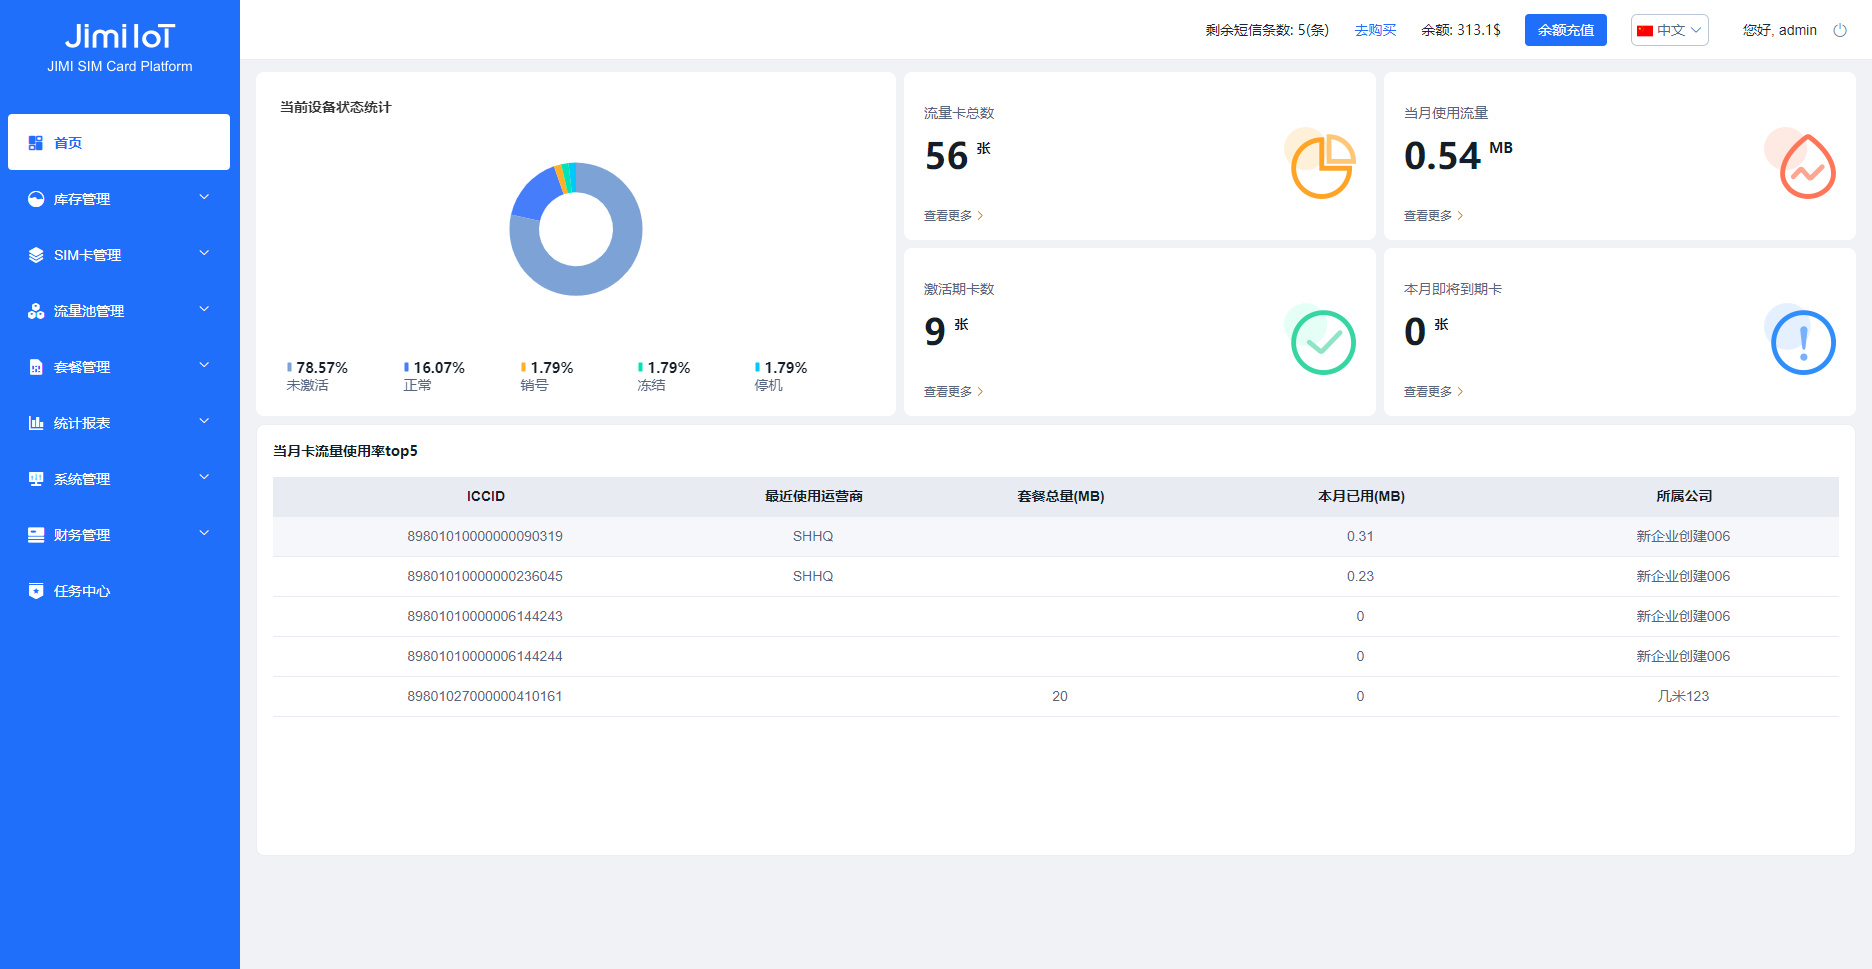 Jimi IoT
JIMI SIM Card Platform
首页
库存管理
SIM卡管理
流量池管理
套餐管理
统计报表
系统管理
财务管理
任务中心
剩余短信条数: 5(条) 去购买 余额: 313.1$ 余额充值 中文 您好, admin
当前设备状态统计
78.57% 16.07% 1.79% 1.79% 1.79%
未激活 正常 销号 冻结 停机
流量卡总数
56 张
查看更多
当月使用流量
0.54 MB
查看更多
激活期卡数
9 张
查看更多
本月即将到期卡
0 张
查看更多
当月卡流量使用率top5
ICCID 最近使用运营商 套餐总量(MB) 本月已用(MB) 所属公司
89801010000000090319 SHHQ 0.31 新企业创建006
89801010000000236045 SHHQ 0.23 新企业创建006
89801010000006144243 0 新企业创建006
89801010000006144244 0 新企业创建006
89801027000000410161 20 0 几米123